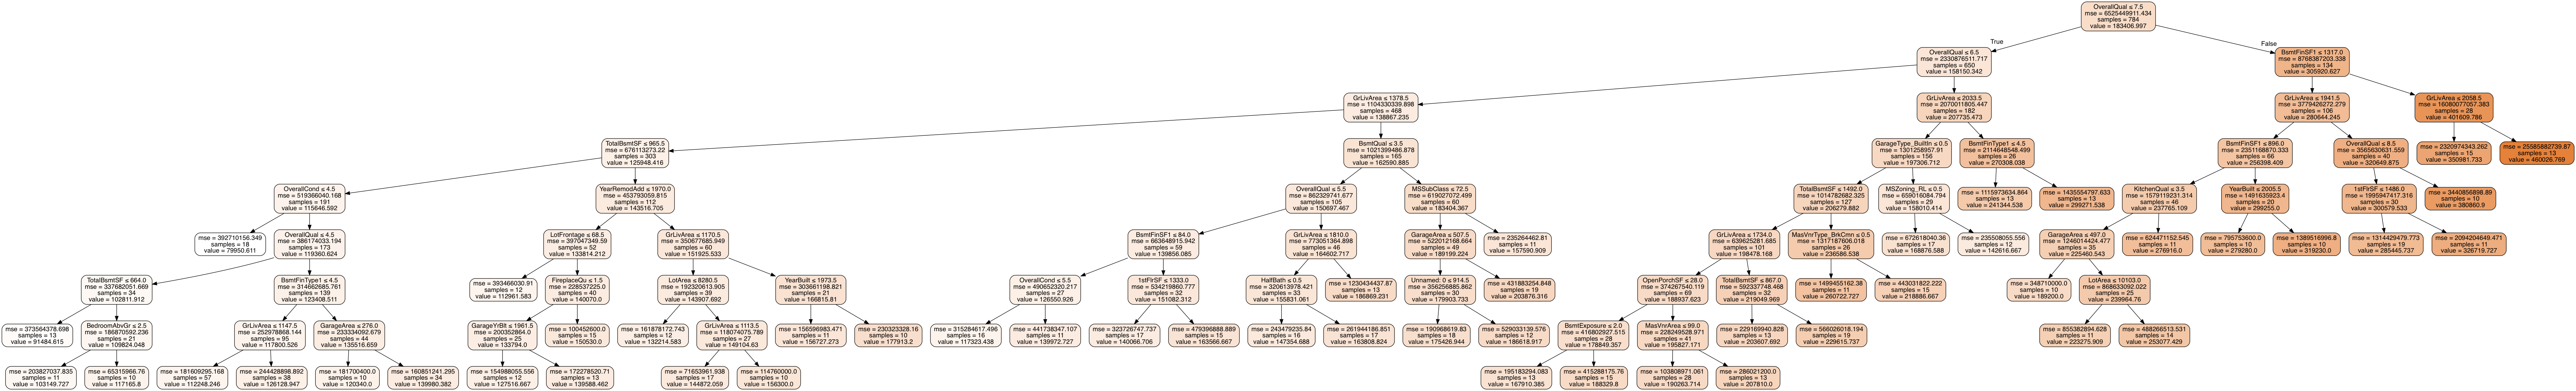 OverallQual ≤ 7.5
mse = 6525449911.434
samples = 784
value = 183406.997
True
False
OverallQual ≤ 6.5
mse = 2330876511.717
samples = 650
value = 158150.342
BsmtFinSF1 ≤ 1317.0
mse = 8768387203.338
samples = 134
value = 305920.627
GrLivArea ≤ 1378.5
mse = 1104330339.898
samples = 468
value = 138867.235
GrLivArea ≤ 2033.5
mse = 2070011805.447
samples = 182
value = 207735.473
GrLivArea ≤ 1941.5
mse = 3779426272.279
samples = 106
value = 280644.245
GrLivArea ≤ 2058.5
mse = 16080077057.383
samples = 28
value = 401609.786
TotalBsmtSF ≤ 965.5
mse = 676113273.22
samples = 303
value = 125948.416
BsmtQual ≤ 3.5
mse = 1021399486.878
samples = 165
value = 162590.885
GarageType_BuiltIn ≤ 0.5
mse = 1301258957.91
samples = 156
value = 197306.712
BsmtFinType1 ≤ 4.5
mse = 2114648548.499
samples = 26
value = 270308.038
BsmtFinSF1 ≤ 896.0
mse = 2351168870.333
samples = 66
value = 256398.409
OverallQual ≤ 8.5
mse = 3565630631.559
samples = 40
value = 320649.875
mse = 2320974343.262
samples = 15
value = 350981.733
mse = 25585882739.87
samples = 13
value = 460026.769
OverallCond ≤ 4.5
mse = 519366040.168
samples = 191
value = 115646.592
YearRemodAdd ≤ 1970.0
mse = 453793059.815
samples = 112
value = 143516.705
OverallQual ≤ 5.5
mse = 862329741.677
samples = 105
value = 150697.467
MSSubClass ≤ 72.5
mse = 619027072.499
samples = 60
value = 183404.367
TotalBsmtSF ≤ 1492.0
mse = 1014782682.325
samples = 127
value = 206279.882
MSZoning_RL ≤ 0.5
mse = 659016084.794
samples = 29
value = 158010.414
mse = 1115973634.864
samples = 13
value = 241344.538
mse = 1435554797.633
samples = 13
value = 299271.538
KitchenQual ≤ 3.5
mse = 1579119231.314
samples = 46
value = 237765.109
YearBuilt ≤ 2005.5
mse = 1491635923.4
samples = 20
value = 299255.0
1stFlrSF ≤ 1486.0
mse = 1995947417.316
samples = 30
value = 300579.533
mse = 3440856898.89
samples = 10
value = 380860.9
mse = 392710156.349
samples = 18
value = 79950.611
OverallQual ≤ 4.5
mse = 386174033.194
samples = 173
value = 119360.624
LotFrontage ≤ 68.5
mse = 397047349.59
samples = 52
value = 133814.212
GrLivArea ≤ 1170.5
mse = 350677685.949
samples = 60
value = 151925.533
BsmtFinSF1 ≤ 84.0
mse = 663648915.942
samples = 59
value = 139856.085
GrLivArea ≤ 1810.0
mse = 773051364.898
samples = 46
value = 164602.717
GarageArea ≤ 507.5
mse = 522012168.664
samples = 49
value = 189199.224
mse = 235264462.81
samples = 11
value = 157590.909
GrLivArea ≤ 1734.0
mse = 639625281.685
samples = 101
value = 198478.168
MasVnrType_BrkCmn ≤ 0.5
mse = 1317187606.018
samples = 26
value = 236586.538
mse = 672618040.36
samples = 17
value = 168876.588
mse = 235508055.556
samples = 12
value = 142616.667
GarageArea ≤ 497.0
mse = 1246014424.477
samples = 35
value = 225460.543
mse = 624471152.545
samples = 11
value = 276916.0
mse = 795753600.0
samples = 10
value = 279280.0
mse = 1389516996.8
samples = 10
value = 319230.0
mse = 1314429479.773
samples = 19
value = 285445.737
mse = 2094204649.471
samples = 11
value = 326719.727
TotalBsmtSF ≤ 664.0
mse = 337682051.669
samples = 34
value = 102811.912
BsmtFinType1 ≤ 4.5
mse = 314662685.761
samples = 139
value = 123408.511
mse = 393466030.91
samples = 12
value = 112961.583
FireplaceQu ≤ 1.5
mse = 228537225.0
samples = 40
value = 140070.0
LotArea ≤ 8280.5
mse = 192320613.905
samples = 39
value = 143907.692
YearBuilt ≤ 1973.5
mse = 303661198.821
samples = 21
value = 166815.81
OverallCond ≤ 5.5
mse = 490652320.217
samples = 27
value = 126550.926
1stFlrSF ≤ 1333.0
mse = 534219860.777
samples = 32
value = 151082.312
HalfBath ≤ 0.5
mse = 320613978.421
samples = 33
value = 155831.061
mse = 1230434437.87
samples = 13
value = 186869.231
Unnamed: 0 ≤ 914.5
mse = 356256885.862
samples = 30
value = 179903.733
mse = 431883254.848
samples = 19
value = 203876.316
OpenPorchSF ≤ 28.0
mse = 374267540.119
samples = 69
value = 188937.623
TotalBsmtSF ≤ 867.0
mse = 592337748.468
samples = 32
value = 219049.969
mse = 1499455162.38
samples = 11
value = 260722.727
mse = 443031822.222
samples = 15
value = 218886.667
mse = 348710000.0
samples = 10
value = 189200.0
LotArea ≤ 10103.0
mse = 868633092.022
samples = 25
value = 239964.76
mse = 373564378.698
samples = 13
value = 91484.615
BedroomAbvGr ≤ 2.5
mse = 186870592.236
samples = 21
value = 109824.048
GrLivArea ≤ 1147.5
mse = 252978868.144
samples = 95
value = 117800.526
GarageArea ≤ 276.0
mse = 233334092.679
samples = 44
value = 135516.659
GarageYrBlt ≤ 1961.5
mse = 200352864.0
samples = 25
value = 133794.0
mse = 100452600.0
samples = 15
value = 150530.0
mse = 161878172.743
samples = 12
value = 132214.583
GrLivArea ≤ 1113.5
mse = 118074075.789
samples = 27
value = 149104.63
mse = 156596983.471
samples = 11
value = 156727.273
mse = 230323328.16
samples = 10
value = 177913.2
mse = 315284617.496
samples = 16
value = 117323.438
mse = 441738347.107
samples = 11
value = 139972.727
mse = 323726747.737
samples = 17
value = 140066.706
mse = 479396888.889
samples = 15
value = 163566.667
mse = 243479235.84
samples = 16
value = 147354.688
mse = 261944186.851
samples = 17
value = 163808.824
mse = 190968619.83
samples = 18
value = 175426.944
mse = 529033139.576
samples = 12
value = 186618.917
BsmtExposure ≤ 2.0
mse = 416802927.515
samples = 28
value = 178849.357
MasVnrArea ≤ 99.0
mse = 228249528.971
samples = 41
value = 195827.171
mse = 229169940.828
samples = 13
value = 203607.692
mse = 566026018.194
samples = 19
value = 229615.737
mse = 855382894.628
samples = 11
value = 223275.909
mse = 488266513.531
samples = 14
value = 253077.429
mse = 203827037.835
samples = 11
value = 103149.727
mse = 65315966.76
samples = 10
value = 117165.8
mse = 181609295.168
samples = 57
value = 112248.246
mse = 244428898.892
samples = 38
value = 126128.947
mse = 181700400.0
samples = 10
value = 120340.0
mse = 160851241.295
samples = 34
value = 139980.382
mse = 154988055.556
samples = 12
value = 127516.667
mse = 172278520.71
samples = 13
value = 139588.462
mse = 71653961.938
samples = 17
value = 144872.059
mse = 114760000.0
samples = 10
value = 156300.0
mse = 195183294.083
samples = 13
value = 167910.385
mse = 415288175.76
samples = 15
value = 188329.8
mse = 103808971.061
samples = 28
value = 190263.714
mse = 286021200.0
samples = 13
value = 207810.0